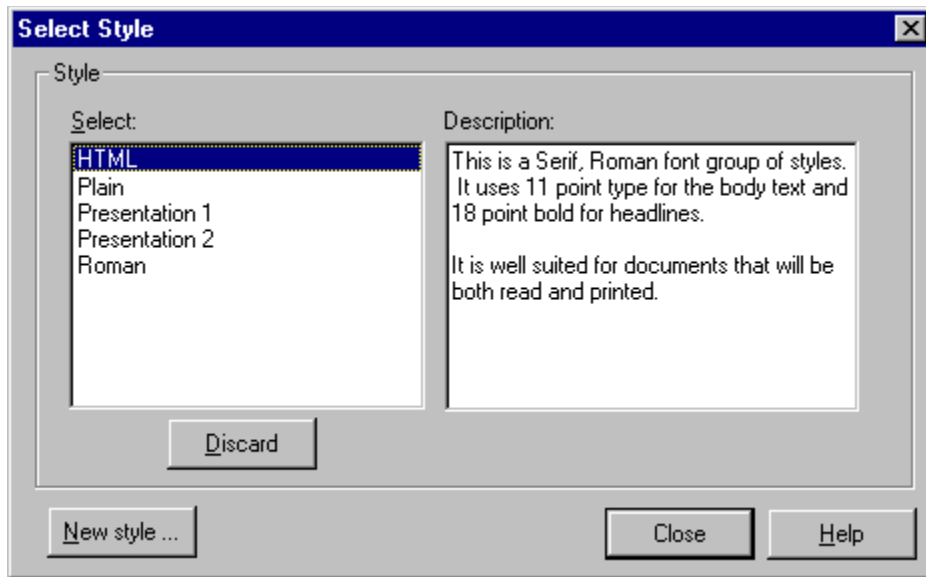 Select Style
Style
Select:
HTML
Plain
Presentation 1
Presentation 2
Roman
Description:
This is a Serif, Roman font group of styles.
It uses 11 point type for the body text and
18 point bold for headlines.
It is well suited for documents that will be
both read and printed.
Discard
New style ...
Close
Help